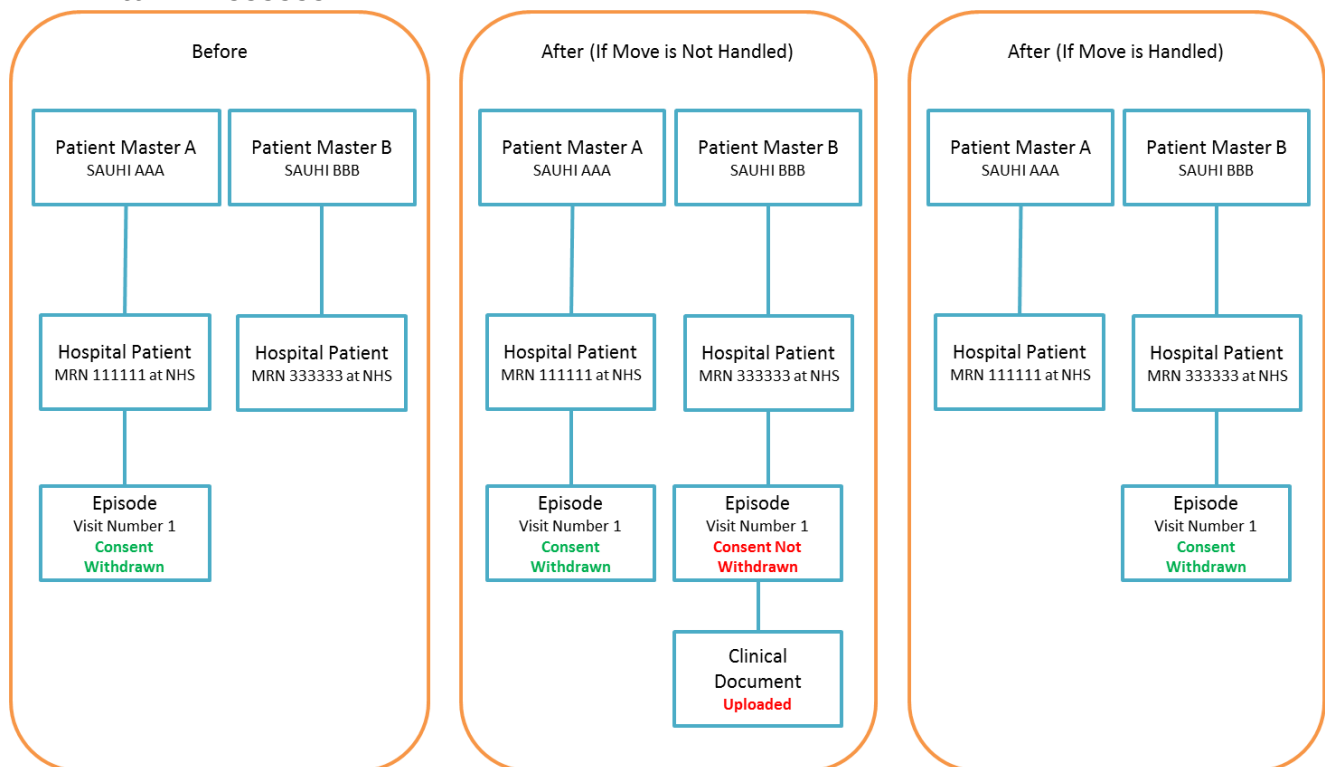 Before
Patient Master A
SAUHI AAA
Patient Master B
SAUHI BBB
Hospital Patient
MRN 111111 at NHS
Hospital Patient
MRN 333333 at NHS
Episode
Visit Number 1
Consent
Withdrawn
After (If Move is Not Handled)
Patient Master A
SAUHI AAA
Patient Master B
SAUHI BBB
Hospital Patient
MRN 111111 at NHS
Hospital Patient
MRN 333333 at NHS
Episode
Visit Number 1
Consent
Withdrawn
Episode
Visit Number 1
Consent Not
Withdrawn
Clinical
Document
Uploaded
After (If Move is Handled)
Patient Master A
SAUHI AAA
Patient Master B
SAUHI BBB
Hospital Patient
MRN 111111 at NHS
Hospital Patient
MRN 333333 at NHS
Episode
Visit Number 1
Consent
Withdrawn